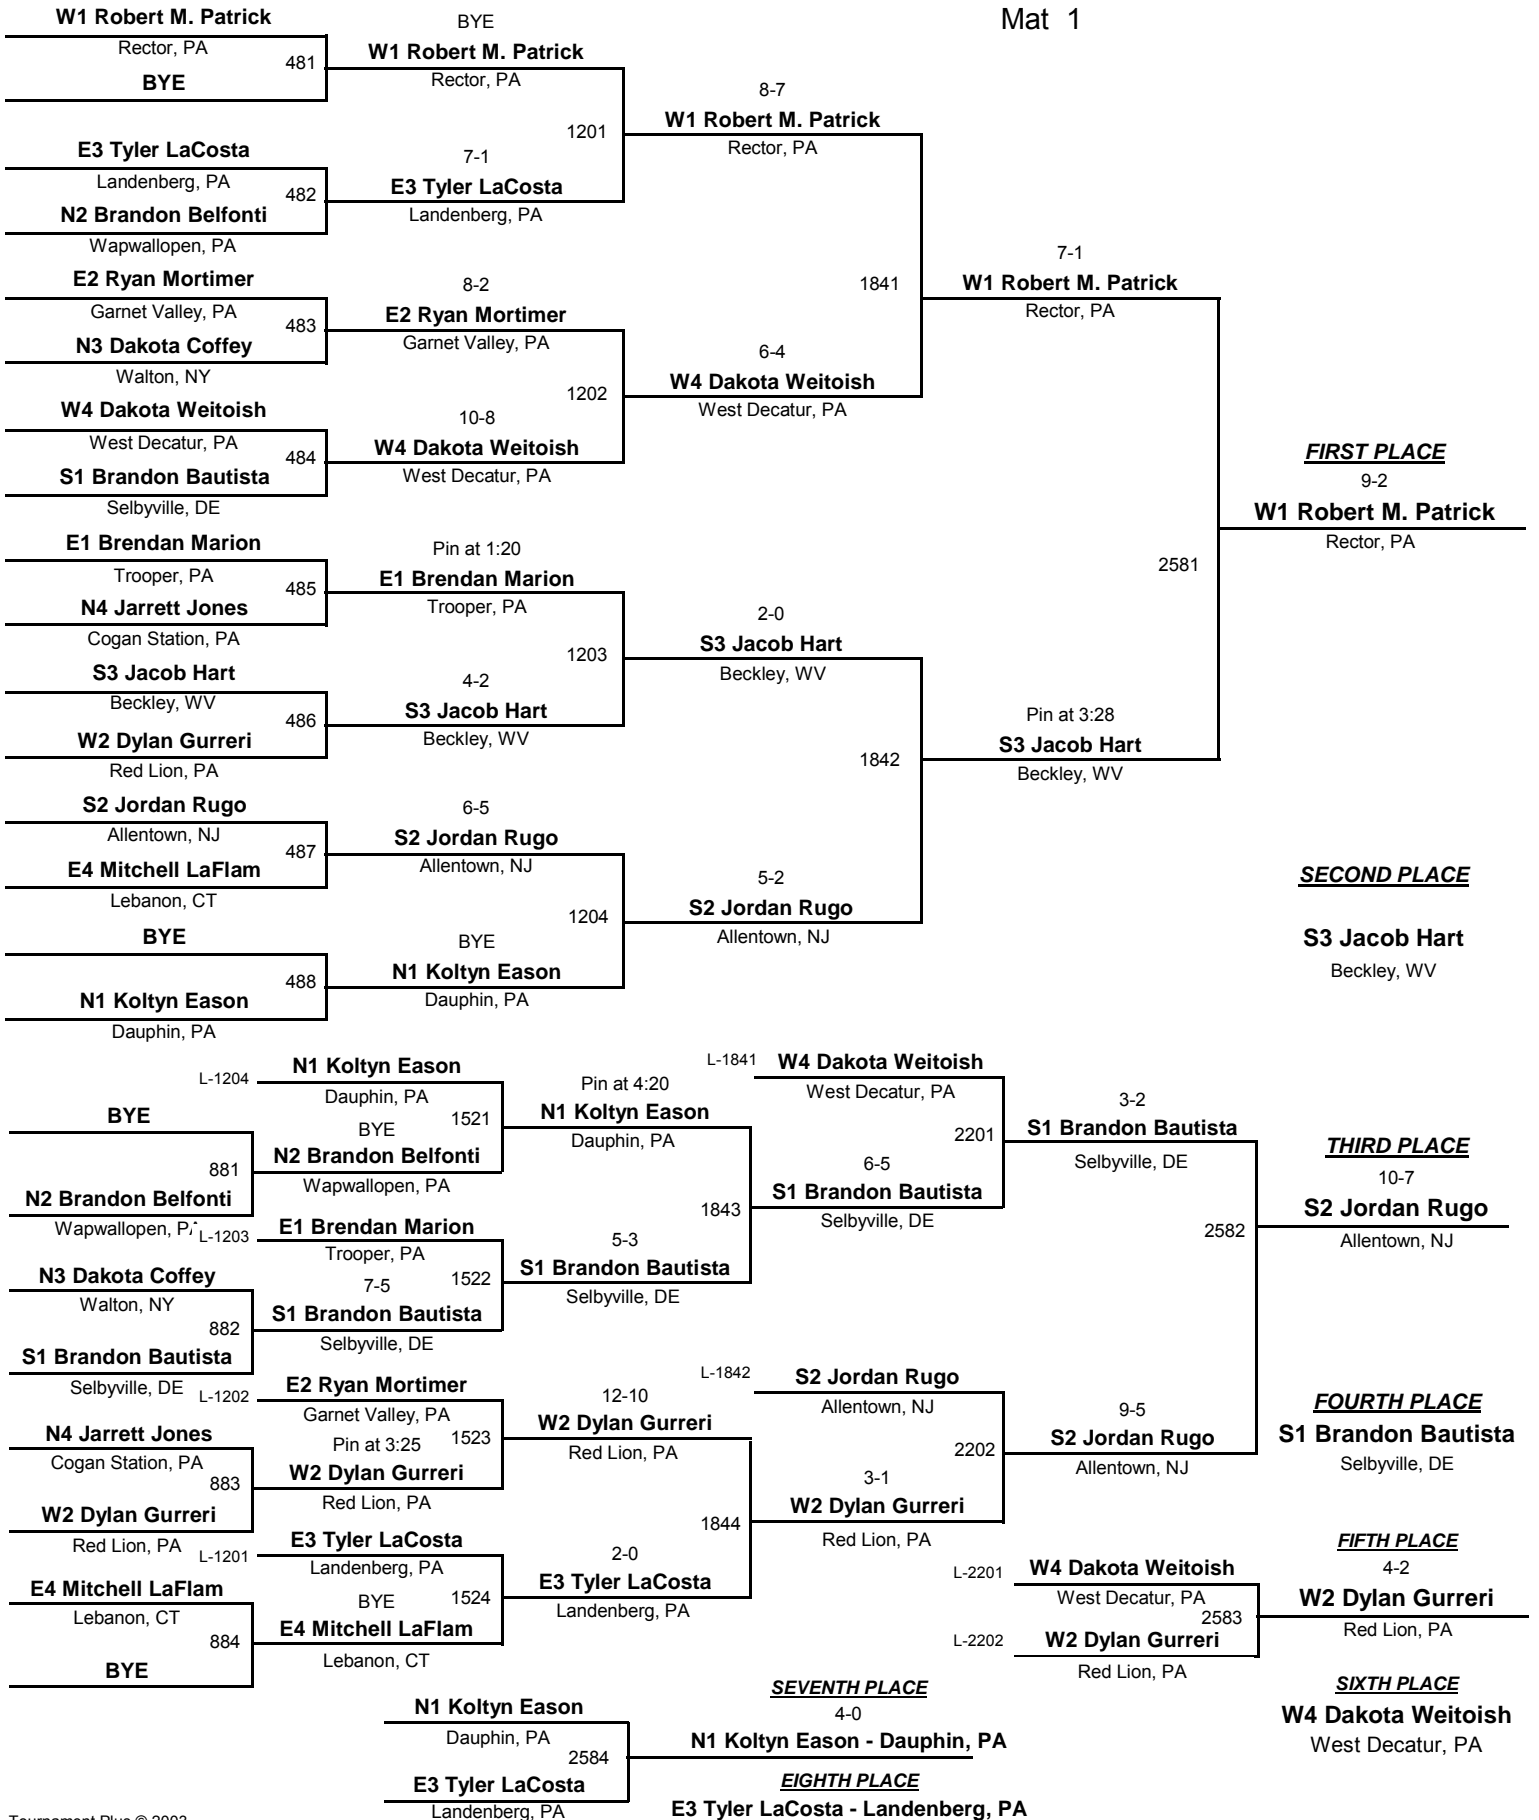 Mat 1
W1 Robert M. Patrick
Rector, PA
481
BYE
E3 Tyler LaCosta
Landenberg, PA
482
N2 Brandon Belfonti
Wapwallopen, PA
E2 Ryan Mortimer
Garnet Valley, PA
483
N3 Dakota Coffey
Walton, NY
W4 Dakota Weitoish
West Decatur, PA
484
S1 Brandon Bautista
Selbyville, DE
E1 Brendan Marion
Trooper, PA
485
N4 Jarrett Jones
Cogan Station, PA
S3 Jacob Hart
Beckley, WV
486
W2 Dylan Gurreri
Red Lion, PA
S2 Jordan Rugo
Allentown, NJ
487
E4 Mitchell LaFlam
Lebanon, CT
BYE
488
N1 Koltyn Eason
Dauphin, PA
BYE
W1 Robert M. Patrick
Rector, PA
1201
7-1
E3 Tyler LaCosta
Landenberg, PA
8-2
E2 Ryan Mortimer
Garnet Valley, PA
1202
10-8
W4 Dakota Weitoish
West Decatur, PA
Pin at 1:20
E1 Brendan Marion
Trooper, PA
1203
4-2
S3 Jacob Hart
Beckley, WV
6-5
S2 Jordan Rugo
Allentown, NJ
1204
BYE
N1 Koltyn Eason
Dauphin, PA
8-7
W1 Robert M. Patrick
Rector, PA
1841
6-4
W4 Dakota Weitoish
West Decatur, PA
2-0
S3 Jacob Hart
Beckley, WV
1842
5-2
S2 Jordan Rugo
Allentown, NJ
7-1
W1 Robert M. Patrick
Rector, PA
2581
Pin at 3:28
S3 Jacob Hart
Beckley, WV
FIRST PLACE
9-2
W1 Robert M. Patrick
Rector, PA
SECOND PLACE
S3 Jacob Hart
Beckley, WV
BYE
881
N2 Brandon Belfonti
Wapwallopen, PA
N3 Dakota Coffey
Walton, NY
882
S1 Brandon Bautista
Selbyville, DE
N4 Jarrett Jones
Cogan Station, PA
883
W2 Dylan Gurreri
Red Lion, PA
E4 Mitchell LaFlam
Lebanon, CT
884
BYE
L-1204
N1 Koltyn Eason
Dauphin, PA
1521
BYE
N2 Brandon Belfonti
Wapwallopen, PA
L-1203
E1 Brendan Marion
Trooper, PA
1522
7-5
S1 Brandon Bautista
Selbyville, DE
L-1202
E2 Ryan Mortimer
Garnet Valley, PA
1523
Pin at 3:25
W2 Dylan Gurreri
Red Lion, PA
L-1201
E3 Tyler LaCosta
Landenberg, PA
1524
BYE
E4 Mitchell LaFlam
Lebanon, CT
Pin at 4:20
N1 Koltyn Eason
Dauphin, PA
1843
5-3
S1 Brandon Bautista
Selbyville, DE
12-10
W2 Dylan Gurreri
Red Lion, PA
1844
2-0
E3 Tyler LaCosta
Landenberg, PA
L-1841
W4 Dakota Weitoish
West Decatur, PA
2201
6-5
S1 Brandon Bautista
Selbyville, DE
L-1842
S2 Jordan Rugo
Allentown, NJ
2202
3-1
W2 Dylan Gurreri
Red Lion, PA
3-2
S1 Brandon Bautista
Selbyville, DE
2582
9-5
S2 Jordan Rugo
Allentown, NJ
THIRD PLACE
10-7
S2 Jordan Rugo
Allentown, NJ
FOURTH PLACE
S1 Brandon Bautista
Selbyville, DE
L-2201
W4 Dakota Weitoish
West Decatur, PA
2583
L-2202
W2 Dylan Gurreri
Red Lion, PA
FIFTH PLACE
4-2
W2 Dylan Gurreri
Red Lion, PA
SIXTH PLACE
W4 Dakota Weitoish
West Decatur, PA
N1 Koltyn Eason
Dauphin, PA
2584
E3 Tyler LaCosta
Landenberg, PA
SEVENTH PLACE
4-0
N1 Koltyn Eason - Dauphin, PA
EIGHTH PLACE
E3 Tyler LaCosta - Landenberg, PA
Tournament Plus © 2003